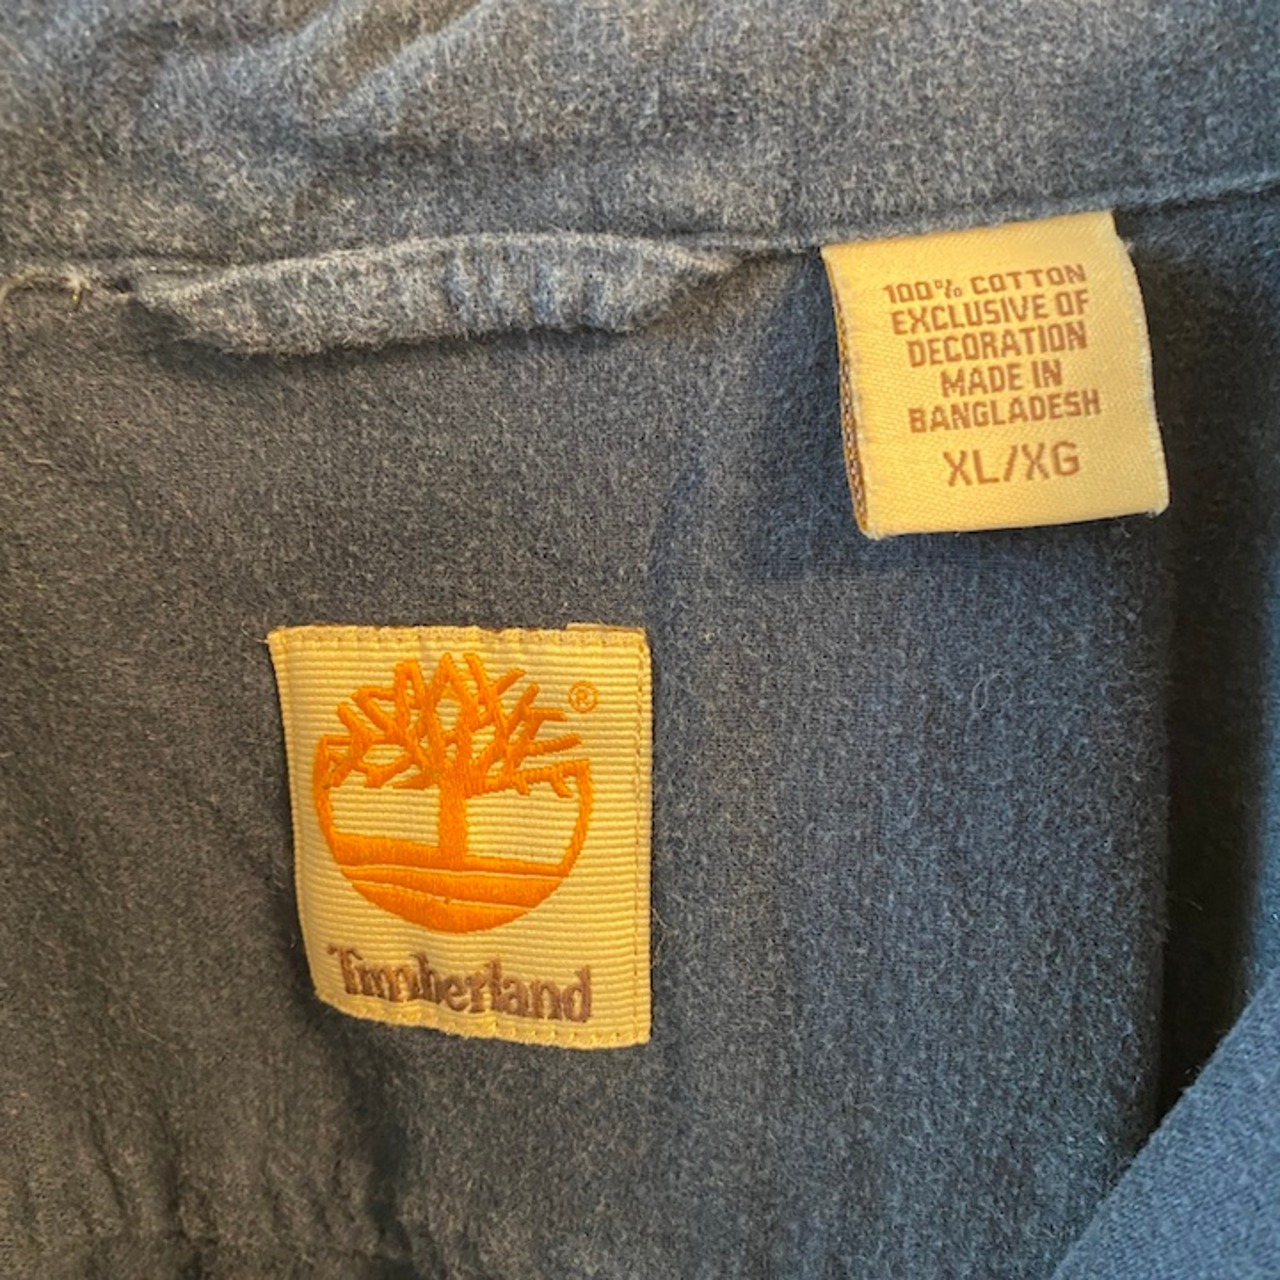 100% COTTON
EXCLUSIVE OF
DECORATION
MADE IN
BANGLADESH
XL/XG
®
Timberland